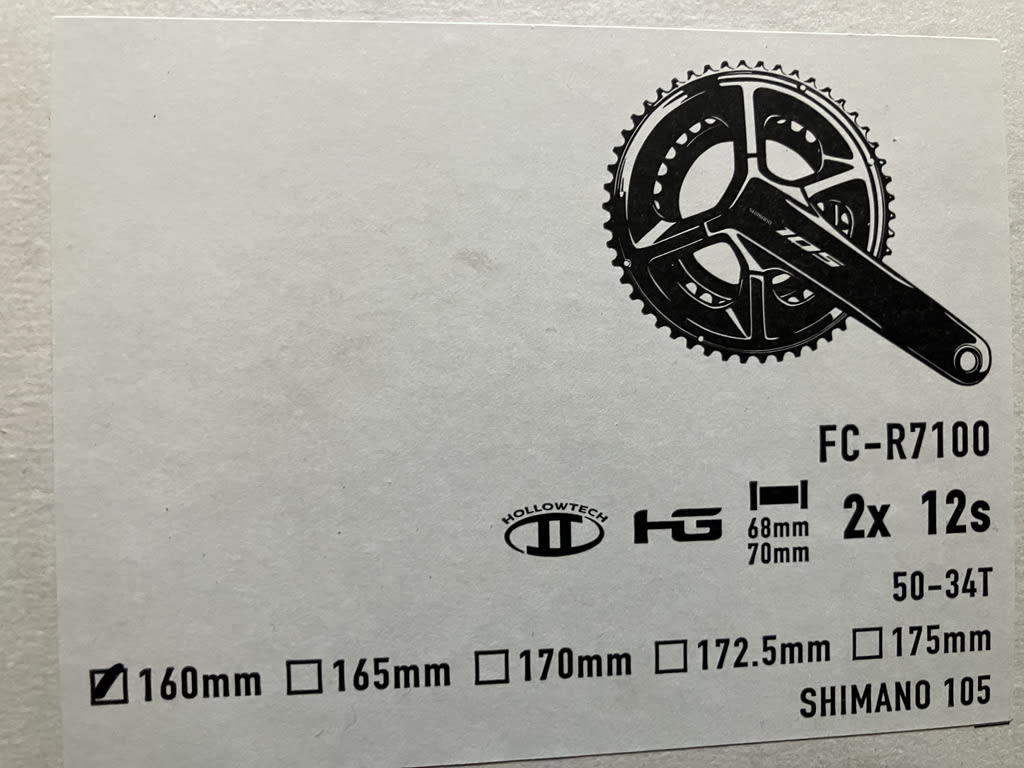 SHIMANO
105
FC-R7100
HOLLOWTECH
II
HG
68mm
70mm
2x 12s
50-34T
160mm 165mm 170mm 172.5mm 175mm
SHIMANO 105